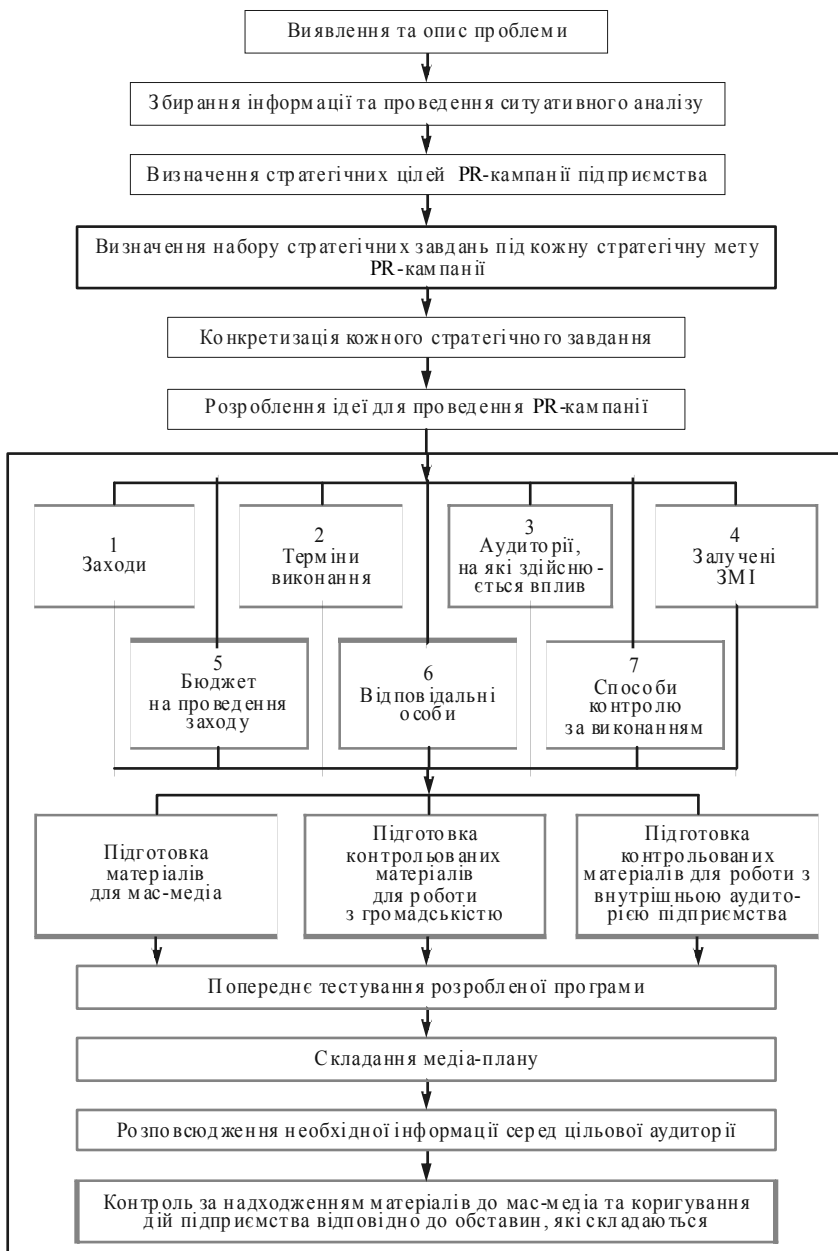 Виявлення та опис проблеми
Збирання інформації та проведення ситуативного аналізу
Визначення стратегічних цілей PR-кампанії підприємства
Визначення набору стратегічних завдань під кожну стратегічну мету
PR-кампанії
Конкретизація кожного стратегічного завдання
Розроблення ідеї для проведення PR-кампанії
1
Заходи
2
Терміни
виконання
3
Аудиторії,
на які здійсню-
ється вплив
4
Залучені
ЗМІ
5
Бюджет
на проведення
заходу
6
Відповідальні
особи
7
Способи
контролю
за виконанням
Підготовка
матеріалів
для мас-медіа
Підготовка
контрольованих
матеріалів
для роботи
з громадськістю
Підготовка
контрольованих
матеріалів для роботи з
внутрішньою аудито-
рією підприємства
Попереднє тестування розробленої програми
Складання медіа-плану
Розповсюдження необхідної інформації серед цільової аудиторії
Контроль за надходженням матеріалів до мас-медіа та коригування
дій підприємства відповідно до обставин, які складаються